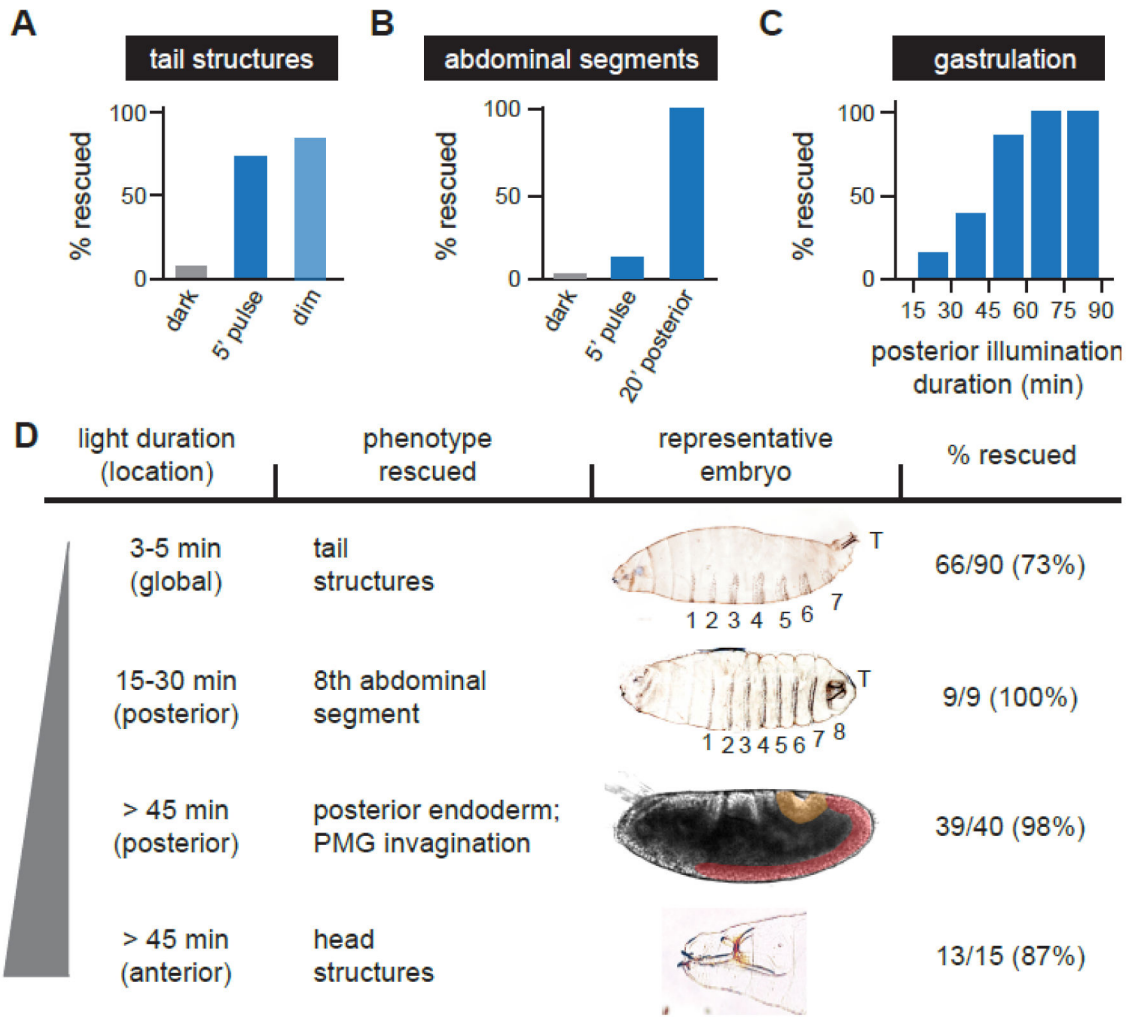 A
tail structures
% rescued
100
50
0
dark
5' pulse
dim
B
abdominal segments
% rescued
100
50
0
dark
5' pulse
20' posterior
C
gastrulation
% rescued
100
50
0
15 30 45 60 75 90
posterior illumination
duration (min)
D
light duration
(location)
phenotype
rescued
representative
embryo
% rescued
3-5 min
(global)
tail
structures
T
1 2 3 4 5 6 7
66/90 (73%)
15-30 min
(posterior)
8th abdominal
segment
T
1 2 3 4 5 6 7 8
9/9 (100%)
> 45 min
(posterior)
posterior endoderm;
PMG invagination
39/40 (98%)
> 45 min
(anterior)
head
structures
13/15 (87%)